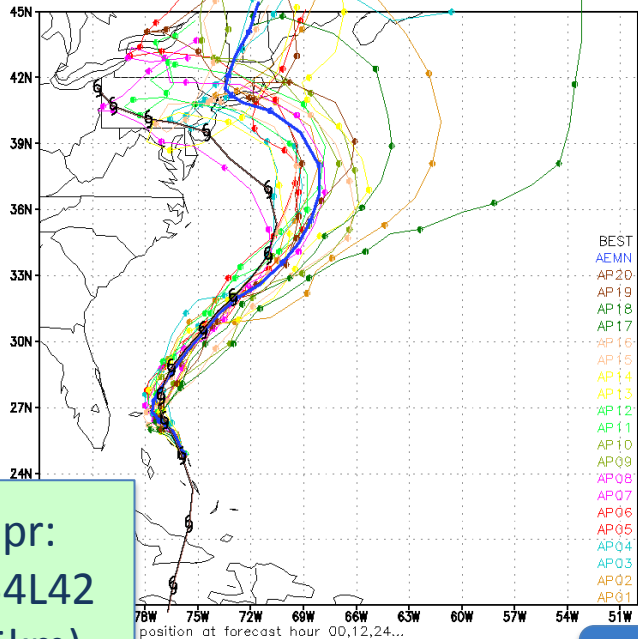 45N
42N
39N
36N
33N
30N
27N
24N
BEST
AEMN
AP20
AP19
AP18
AP17
AP16
AP15
AP14
AP13
AP12
AP11
AP10
AP09
AP08
AP07
AP06
AP05
AP04
AP03
AP02
AP01
pr:
4L42
78W 75W 72W 69W 66W 63W 60W 57W 54W 51W
position at forecast hour 00,12,24...